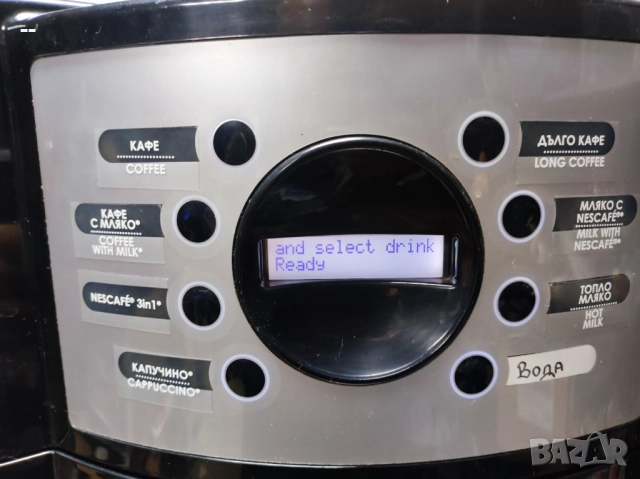 КАФЕ
COFFEE
КАФЕ
С МЛЯКО®
COFFEE
WITH MILK®
NESCAFÉ® 3in1®
КАПУЧИНО®
CAPPUCCINO®
and select drink
Ready
ДЪЛГО КАФЕ
LONG COFFEE
МЛЯКО С
NESCAFÉ®
MILK WITH
NESCAFÉ®
ТОПЛО
МЛЯКО
HOT
MILK
ВОДА
BAZAR